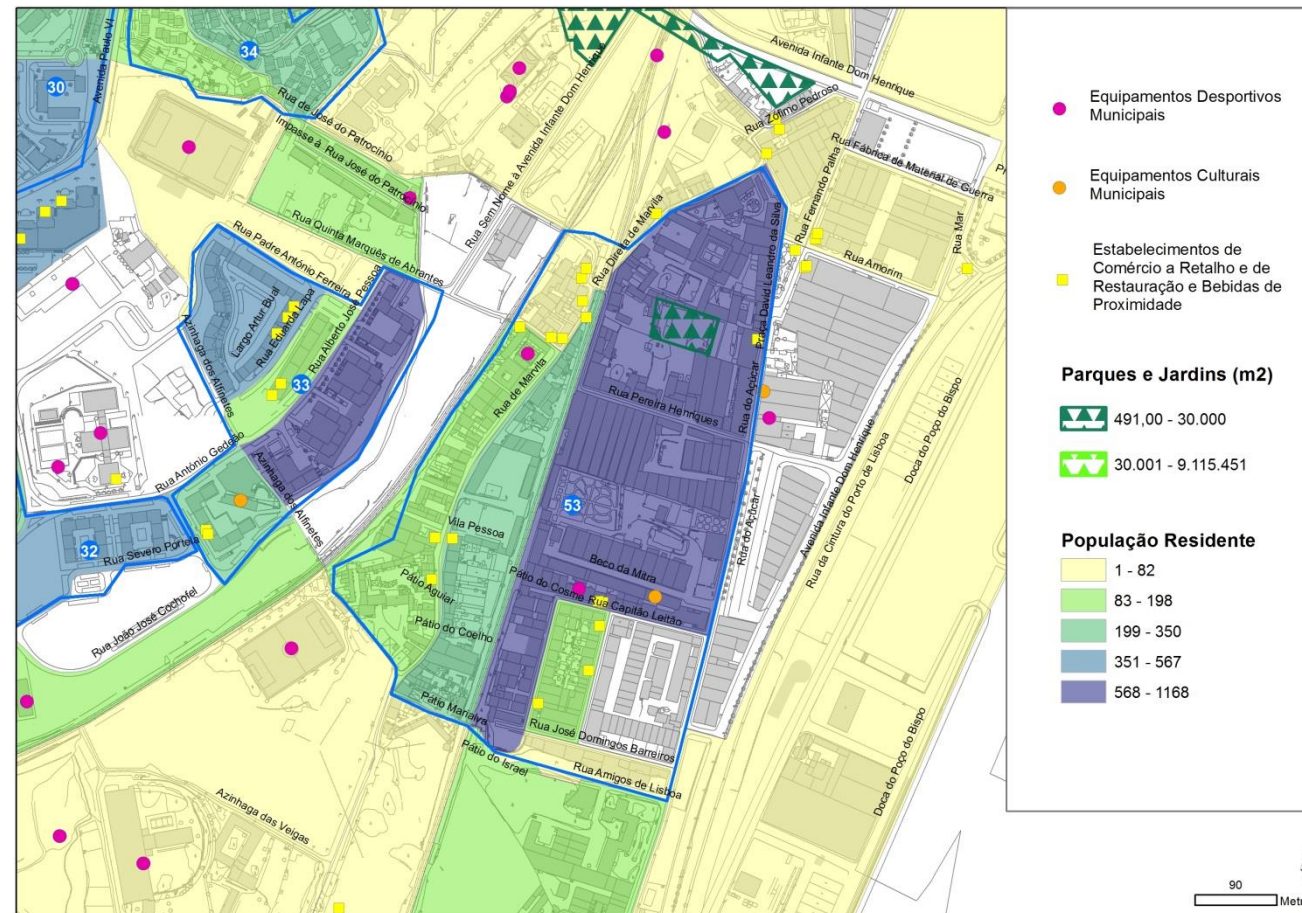 34
30
Avenida Paulo VI
Avenida Infante Dom Henrique
Rua Zófimo Pedroso
Rua de José do Patrocínio
Impasse à Rua José do Patrocínio
Rua Sem Nome à Avenida Infante Dom Henrique
Rua Fernando Palha
Rua Fábrica de Material de Guerra
Rua Mar
Rua Quinta Marquês de Abrantes
Rua Padre António Ferreira
Rua Direita de Marvila
Praça David Leandro da Silva
Rua Amorim
Largo Artur Bual
Rua Eduarda Lapa
Rua Alberto José Pessoa
Azinhaga dos Alfinetes
33
Rua de Marvila
Rua Pereira Henriques
Rua do Açúcar
Rua António Gedeão
Azinhaga dos Alfinetes
Doca do Poço do Bispo
Avenida Infante Dom Henrique
Rua da Cintura do Porto de Lisboa
Rua do Açúcar
32
Rua Severo Portela
53
Vila Pessoa
Beco da Mitra
Pátio Aguiar
Pátio do Cosme
Rua Capitão Leitão
Rua João José Cochofel
Pátio do Coelho
Pátio Marialva
Rua José Domingos Barreiros
Pátio do Israel
Rua Amigos de Lisboa
Azinhaga das Veigas
Doca do Poço do Bispo
Equipamentos Desportivos
Municipais
Equipamentos Culturais
Municipais
Estabelecimentos de
Comércio a Retalho e de
Restauração e Bebidas de
Proximidade
Parques e Jardins (m2)
491,00 - 30.000
30.001 - 9.115.451
População Residente
1 - 82
83 - 198
199 - 350
351 - 567
568 - 1168
90